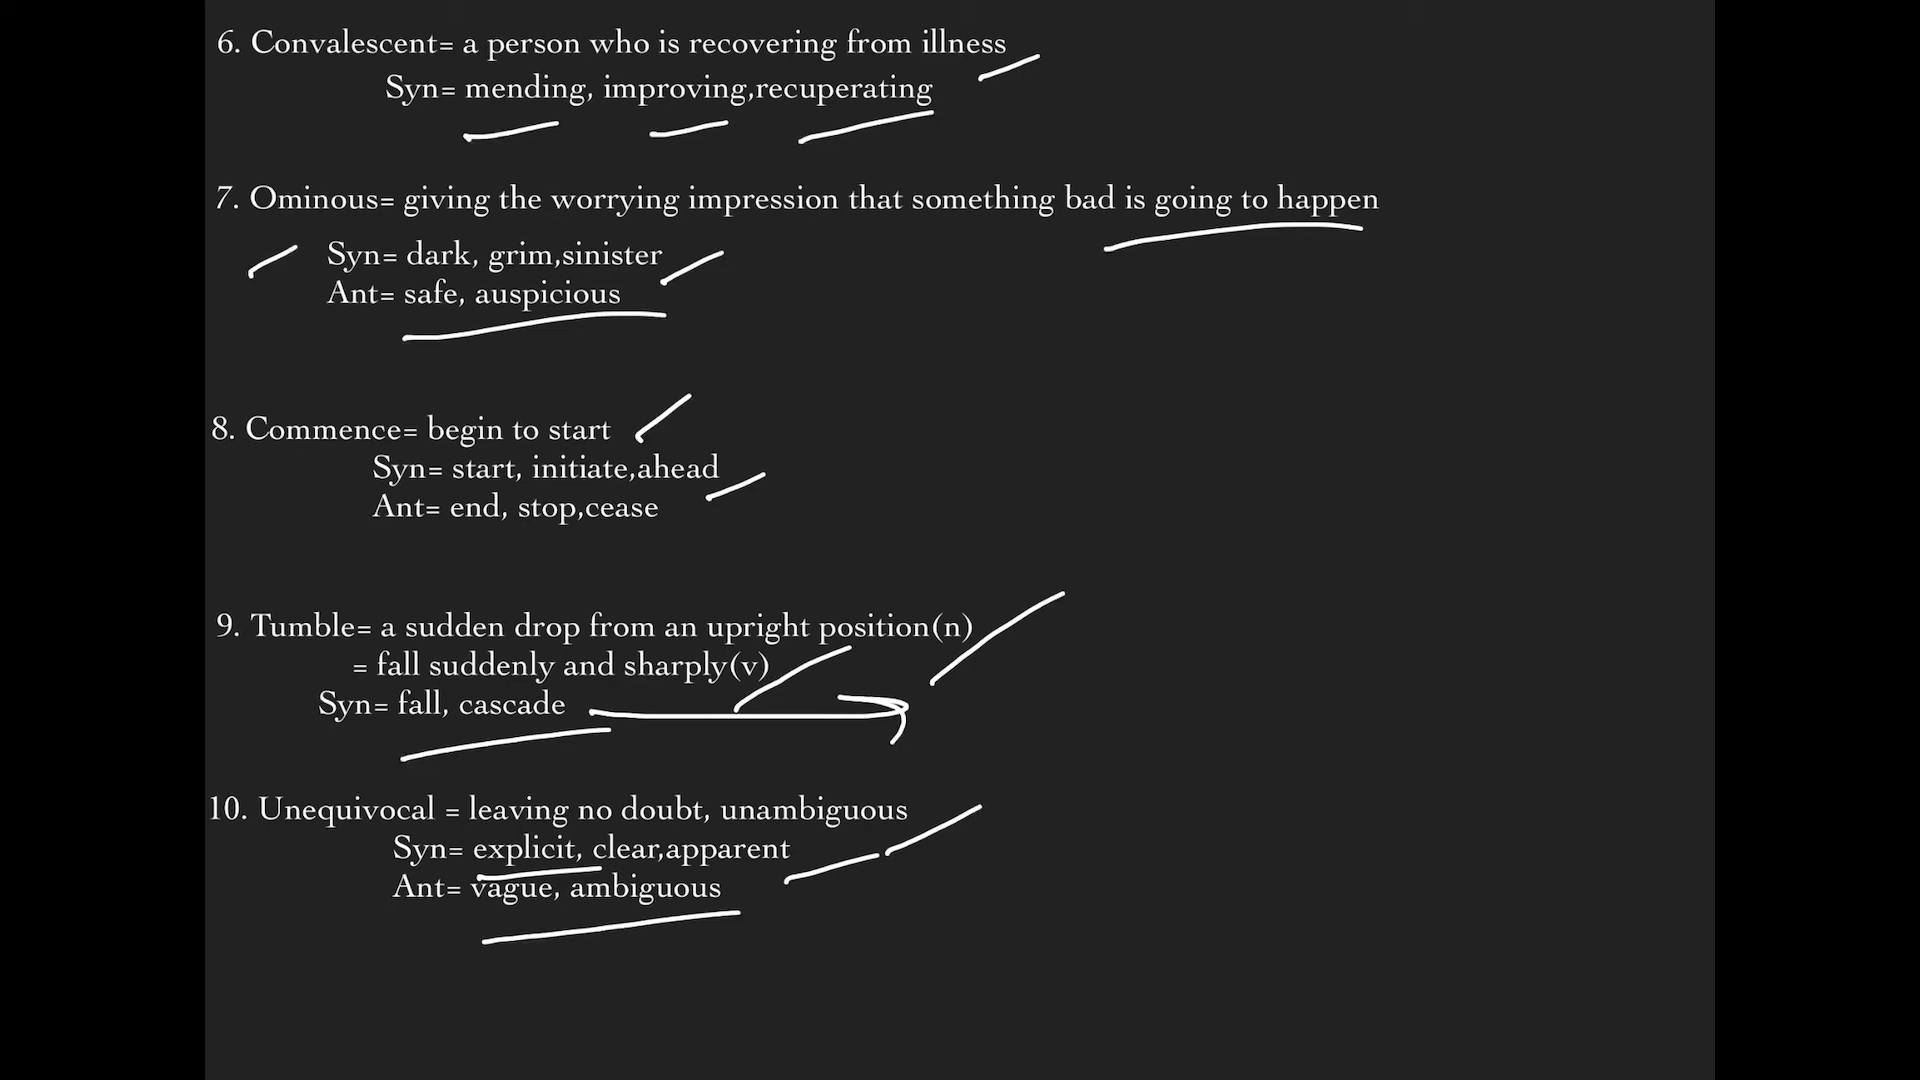 6. Convalescent= a person who is recovering from illness
Syn= mending, improving,recuperating
7. Ominous= giving the worrying impression that something bad is going to happen
Syn= dark, grim,sinister
Ant= safe, auspicious
8. Commence= begin to start
Syn= start, initiate,ahead
Ant= end, stop,cease
9. Tumble= a sudden drop from an upright position(n)
= fall suddenly and sharply(v)
Syn= fall, cascade
10. Unequivocal = leaving no doubt, unambiguous
Syn= explicit, clear,apparent
Ant= vague, ambiguous